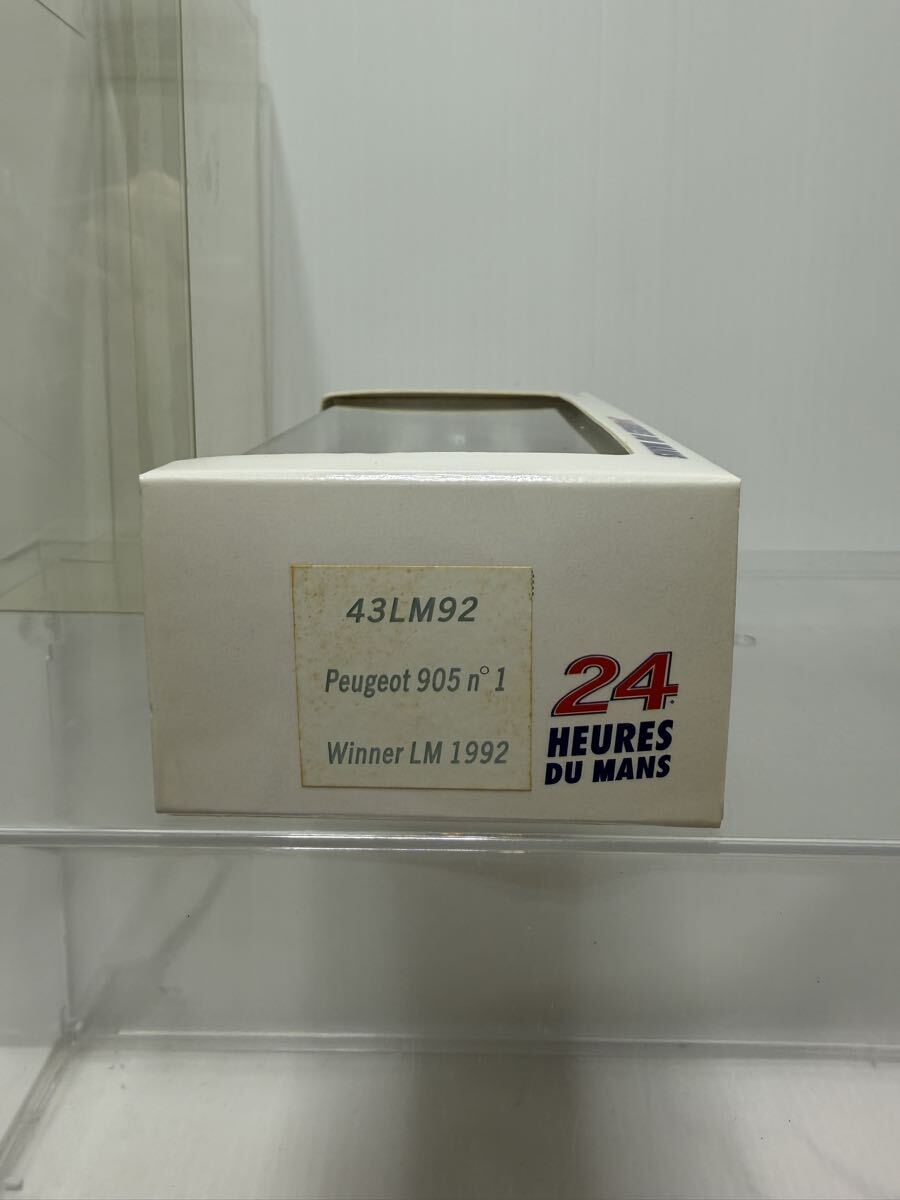 43LM92
Peugeot 905 n° 1
Winner LM 1992
24
HEURES
DU MANS